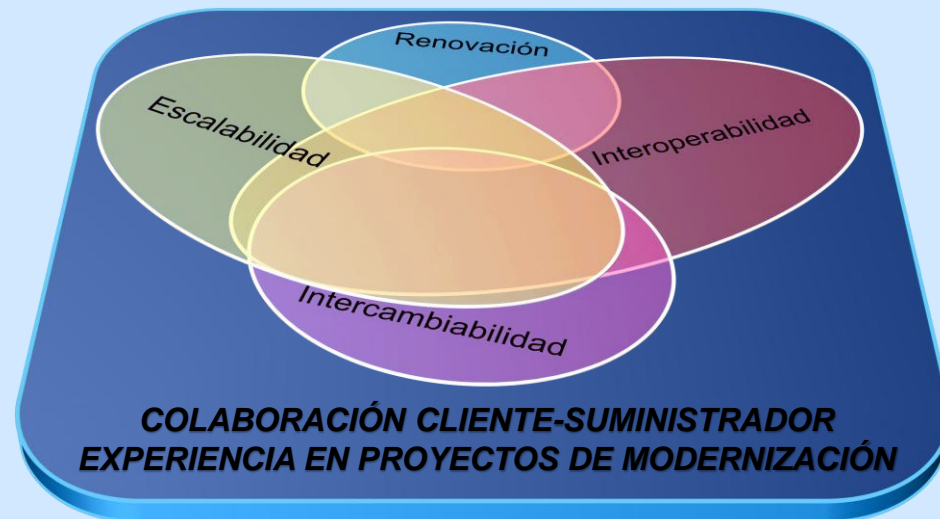 Renovación
Escalabilidad
Interoperabilidad
Intercambiabilidad
COLABORACIÓN CLIENTE-SUMINISTRADOR
EXPERIENCIA EN PROYECTOS DE MODERNIZACIÓN